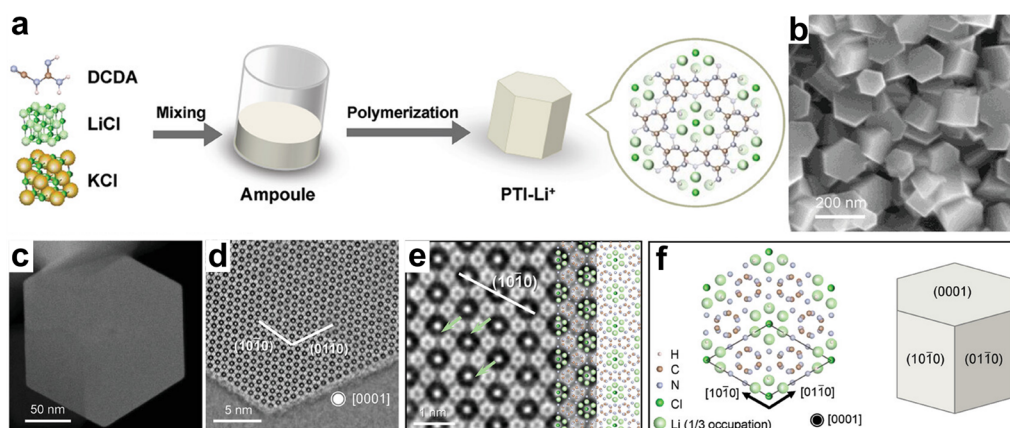 a
DCDA
LiCl
KCl
Mixing
Ampoule
Polymerization
PTI-Li⁺
b
200 nm
c
50 nm
d
(101̄0)
(011̄0)
5 nm
[0001]
e
(101̄0)
1 nm
f
H
C
N
Cl
Li (1/3 occupation)
[101̄0]
[011̄0]
[0001]
(0001)
(101̄0)
(011̄0)